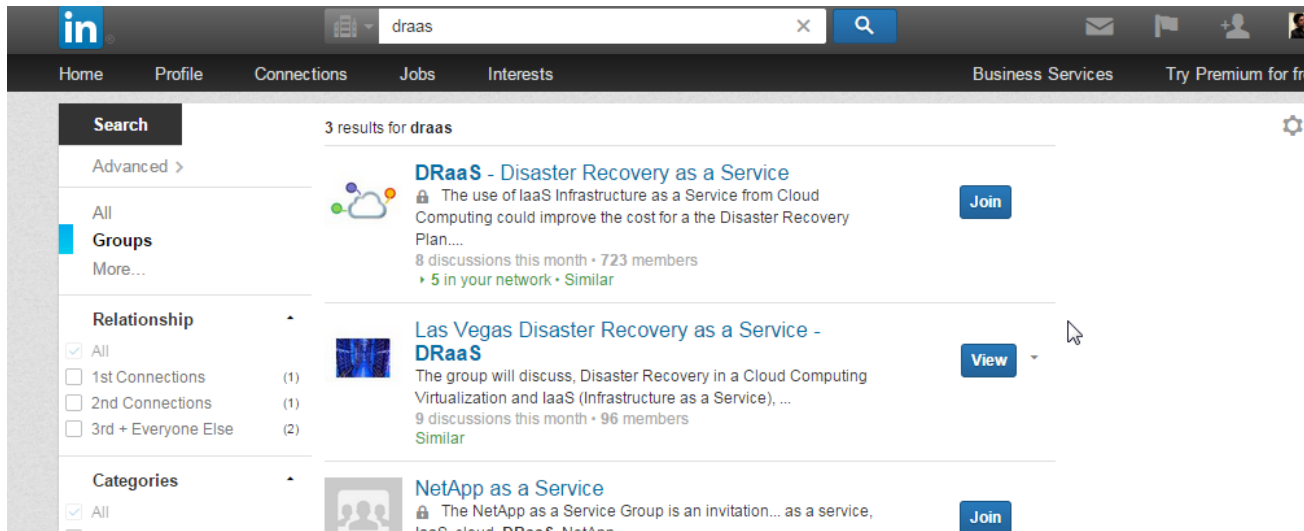 in
draas
Home Profile Connections Jobs Interests Business Services Try Premium for fr
Search
Advanced >
All
Groups
More...
Relationship
All
1st Connections (1)
2nd Connections (1)
3rd + Everyone Else (2)
Categories
All
3 results for draas
DRaaS - Disaster Recovery as a Service
The use of IaaS Infrastructure as a Service from Cloud
Computing could improve the cost for a the Disaster Recovery
Plan....
8 discussions this month • 723 members
5 in your network • Similar
Join
Las Vegas Disaster Recovery as a Service -
DRaaS
The group will discuss, Disaster Recovery in a Cloud Computing
Virtualization and IaaS (Infrastructure as a Service), ...
9 discussions this month • 96 members
Similar
View
NetApp as a Service
The NetApp as a Service Group is an invitation... as a service,
IaaS, cloud, DRaaS, NetApp
Join